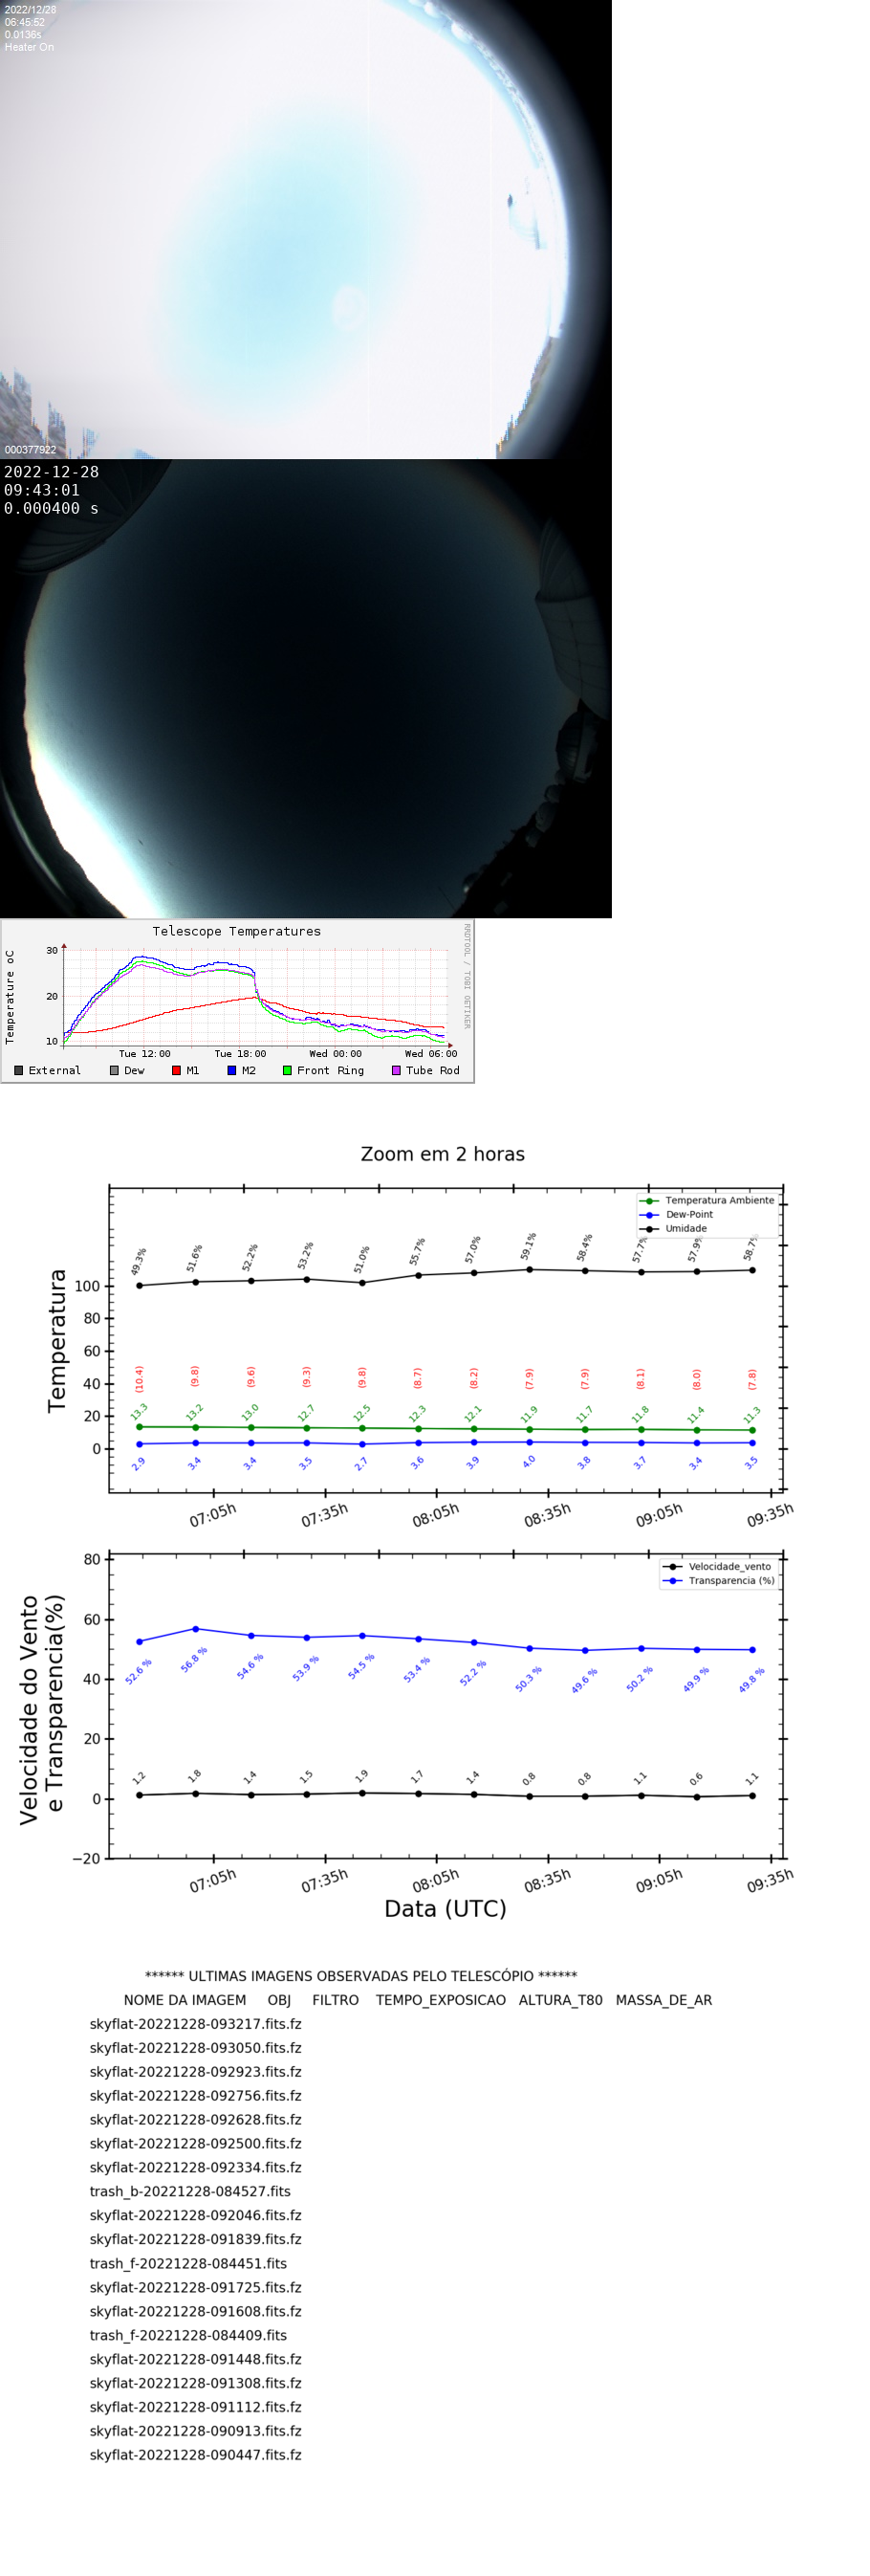 2022/12/28
06:45:52
0.0136s
Heater On
000377922
2022-12-28
09:43:01
0.000400 s
Telescope Temperatures
RRDTOOL / TOBI OETIKER
Temperature oC
30
20
10
Tue 12:00 Tue 18:00 Wed 00:00 Wed 06:00
External Dew M1 M2 Front Ring Tube Rod
Zoom em 2 horas
Temperatura Ambiente
Dew-Point
Umidade
Temperatura
100
80
60
40
20
0
49.3% 51.6% 52.2% 53.2% 51.0% 55.7% 57.0% 59.1% 58.4% 57.7% 57.9% 58.7%
(10.4) (9.8) (9.6) (9.3) (9.8) (8.7) (8.2) (7.9) (7.9) (8.1) (8.0) (7.8)
13.3 13.2 13.0 12.7 12.5 12.3 12.1 11.9 11.7 11.8 11.4 11.3
2.9 3.4 3.4 3.5 2.7 3.6 3.9 4.0 3.8 3.7 3.4 3.5
07:05h 07:35h 08:05h 08:35h 09:05h 09:35h
Velocidade_vento
Transparencia (%)
Velocidade do Vento
e Transparencia(%)
80
60
40
20
0
−20
52.6 % 56.8 % 54.6 % 53.9 % 54.5 % 53.4 % 52.2 % 50.3 % 49.6 % 50.2 % 49.9 % 49.8 %
1.2 1.8 1.4 1.5 1.9 1.7 1.4 0.8 0.8 1.1 0.6 1.1
07:05h 07:35h 08:05h 08:35h 09:05h 09:35h
Data (UTC)
****** ULTIMAS IMAGENS OBSERVADAS PELO TELESCÓPIO ******
NOME DA IMAGEM OBJ FILTRO TEMPO_EXPOSICAO ALTURA_T80 MASSA_DE_AR
skyflat-20221228-093217.fits.fz
skyflat-20221228-093050.fits.fz
skyflat-20221228-092923.fits.fz
skyflat-20221228-092756.fits.fz
skyflat-20221228-092628.fits.fz
skyflat-20221228-092500.fits.fz
skyflat-20221228-092334.fits.fz
trash_b-20221228-084527.fits
skyflat-20221228-092046.fits.fz
skyflat-20221228-091839.fits.fz
trash_f-20221228-084451.fits
skyflat-20221228-091725.fits.fz
skyflat-20221228-091608.fits.fz
trash_f-20221228-084409.fits
skyflat-20221228-091448.fits.fz
skyflat-20221228-091308.fits.fz
skyflat-20221228-091112.fits.fz
skyflat-20221228-090913.fits.fz
skyflat-20221228-090447.fits.fz